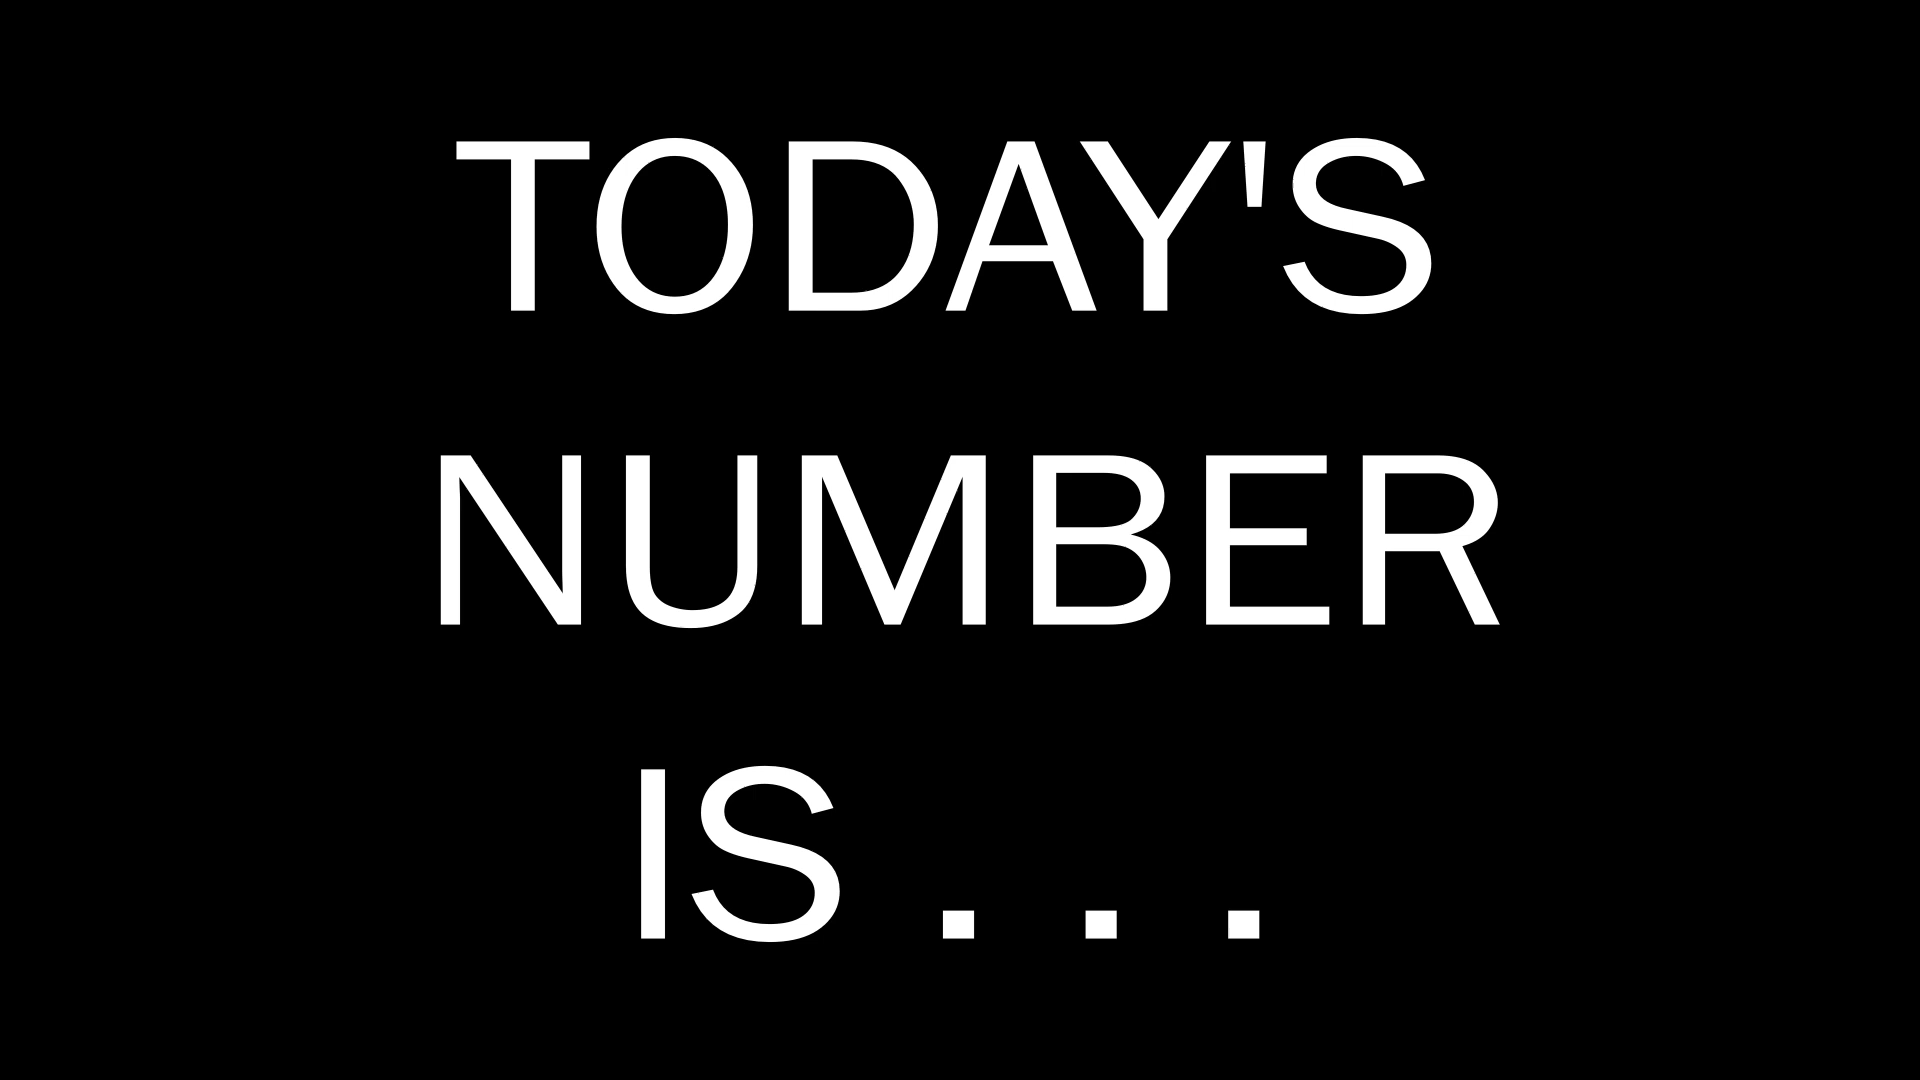 TODAY'S
NUMBER
IS . . .